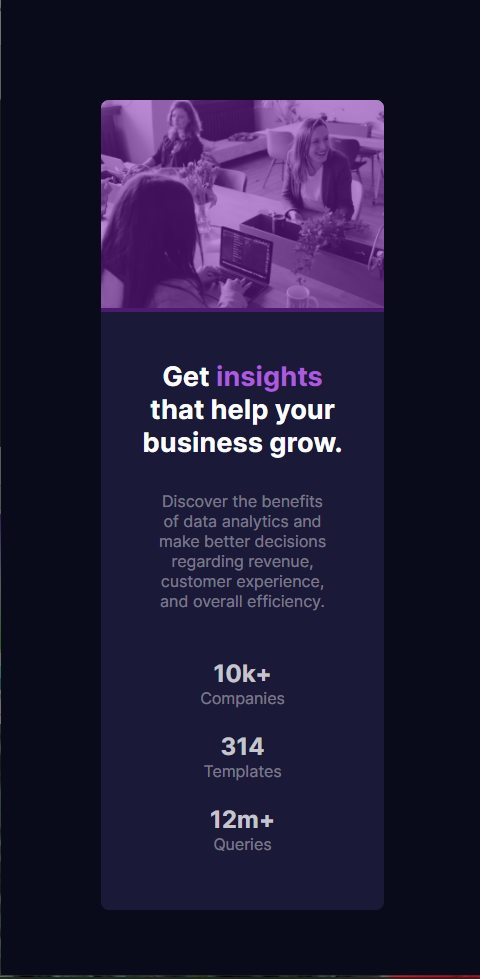 Get insights
that help your
business grow.
Discover the benefits
of data analytics and
make better decisions
regarding revenue,
customer experience,
and overall efficiency.
10k+
Companies
314
Templates
12m+
Queries